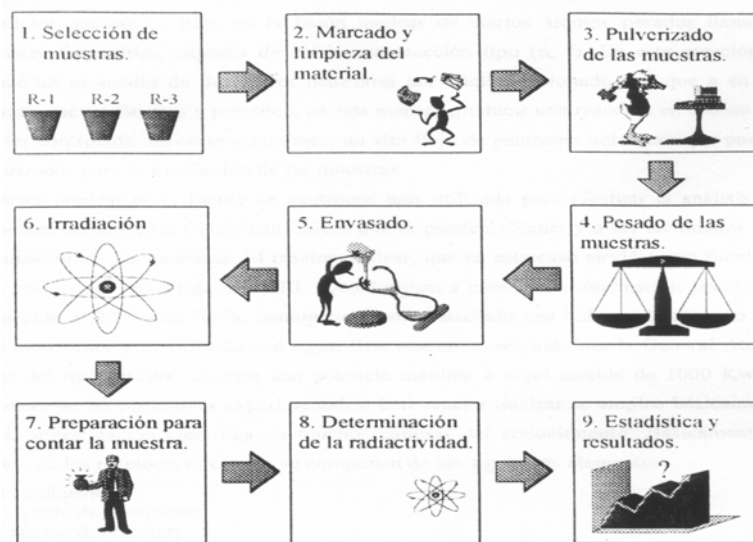 1. Selección de
muestras.
R-1 R-2 R-3
2. Marcado y
limpieza del
material.
3. Pulverizado
de las muestras.
4. Pesado de las
muestras.
5. Envasado.
6. Irradiación
7. Preparación para
contar la muestra.
8. Determinación
de la radiactividad.
9. Estadística y
resultados.
?